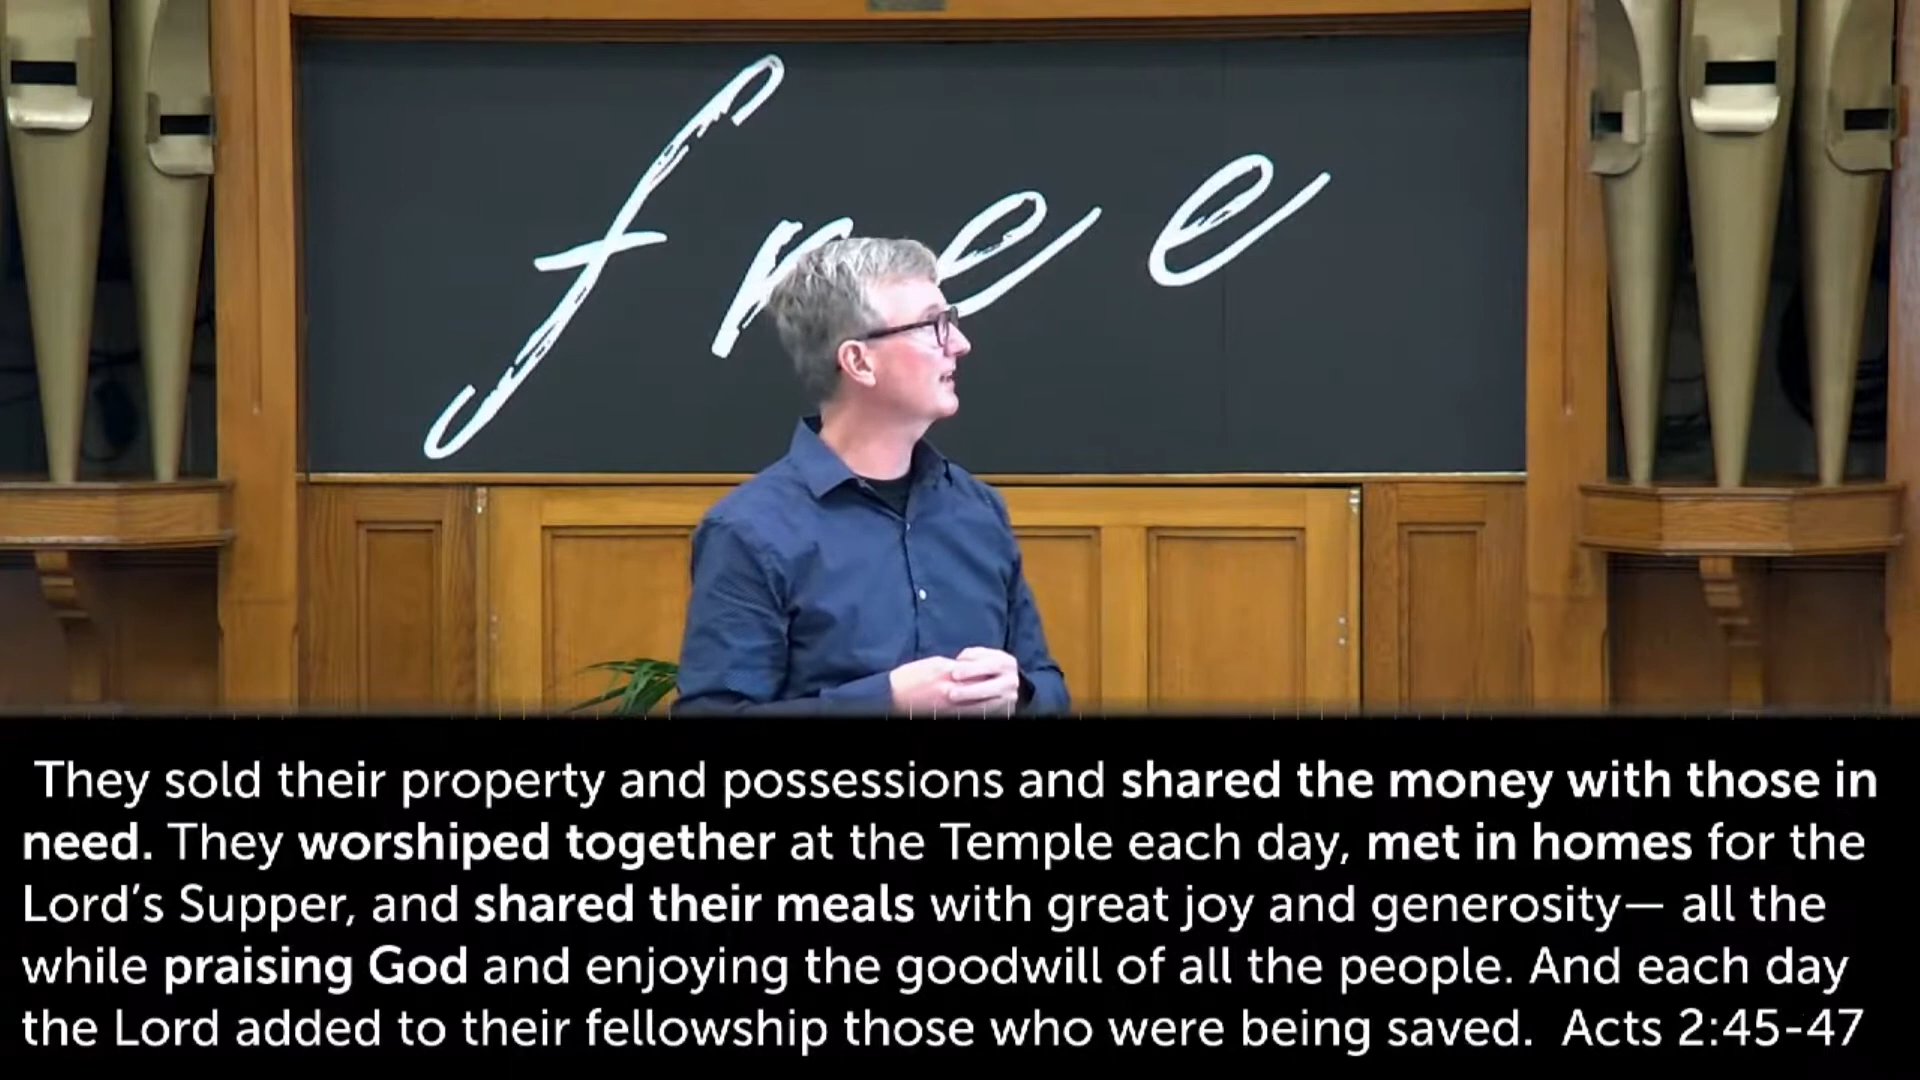 free
They sold their property and possessions and shared the money with those in
need. They worshiped together at the Temple each day, met in homes for the
Lord's Supper, and shared their meals with great joy and generosity— all the
while praising God and enjoying the goodwill of all the people. And each day
the Lord added to their fellowship those who were being saved.  Acts 2:45-47